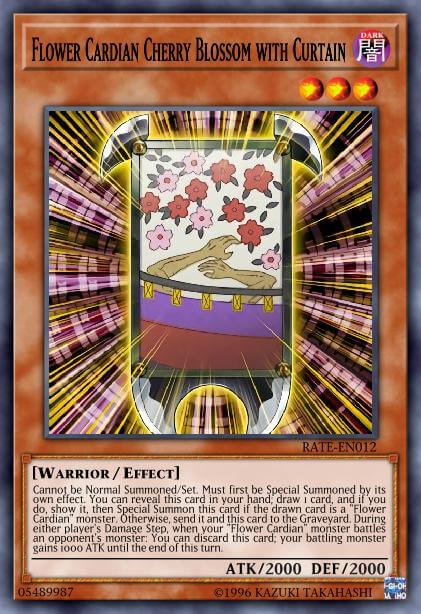 Flower Cardian Cherry Blossom with Curtain
DARK
闇
RATE-EN012
[Warrior / Effect]
Cannot be Normal Summoned/Set. Must first be Special Summoned by its
own effect. You can reveal this card in your hand; draw 1 card, and if you
do, show it, then Special Summon this card if the drawn card is a "Flower
Cardian" monster. Otherwise, send it and this card to the Graveyard. During
either player's Damage Step, when your "Flower Cardian" monster battles
an opponent's monster: You can discard this card; your battling monster
gains 1000 ATK until the end of this turn.
ATK/2000 DEF/2000
05489987
©1996 KAZUKI TAKAHASHI